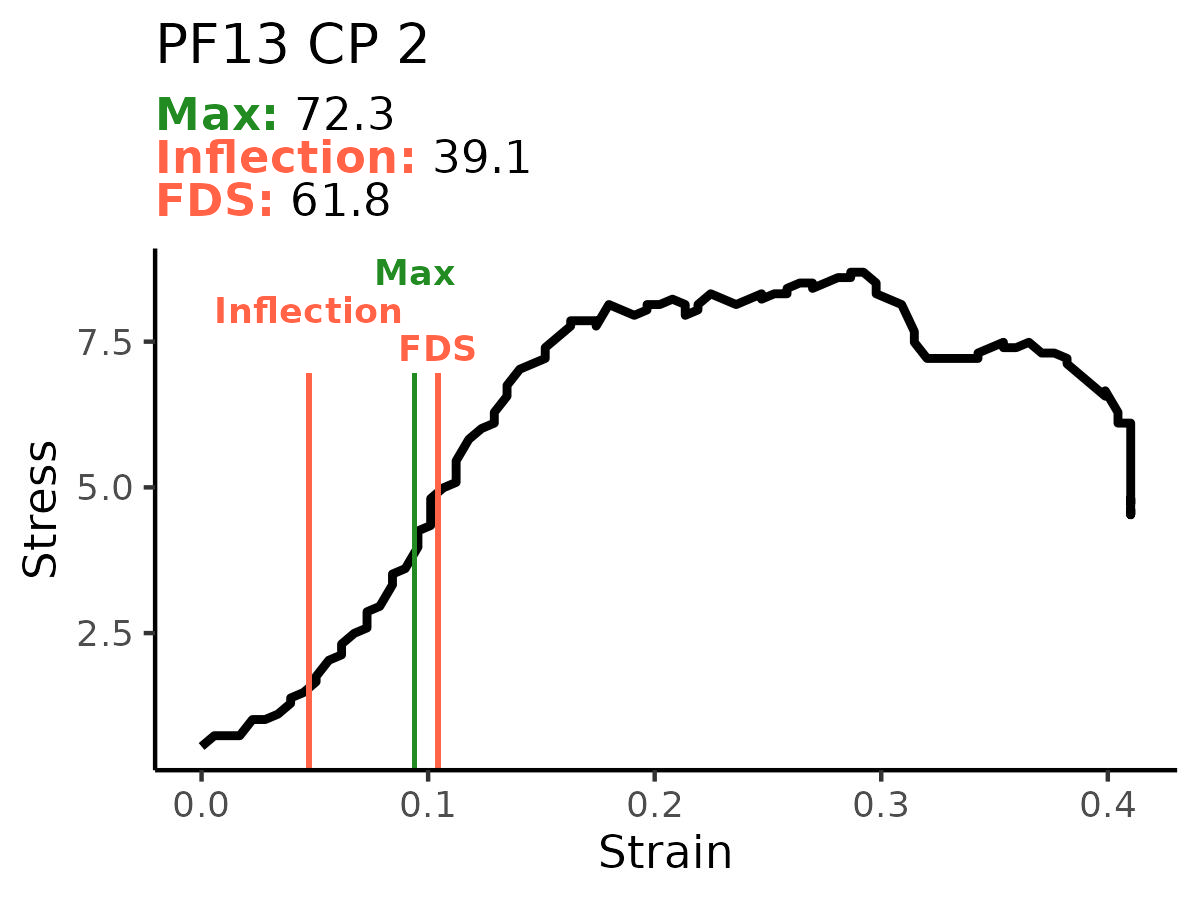 PF13 CP 2
Max: 72.3
Inflection: 39.1
FDS: 61.8
Max
Inflection
FDS
7.5
5.0
2.5
Stress
0.0 0.1 0.2 0.3 0.4
Strain